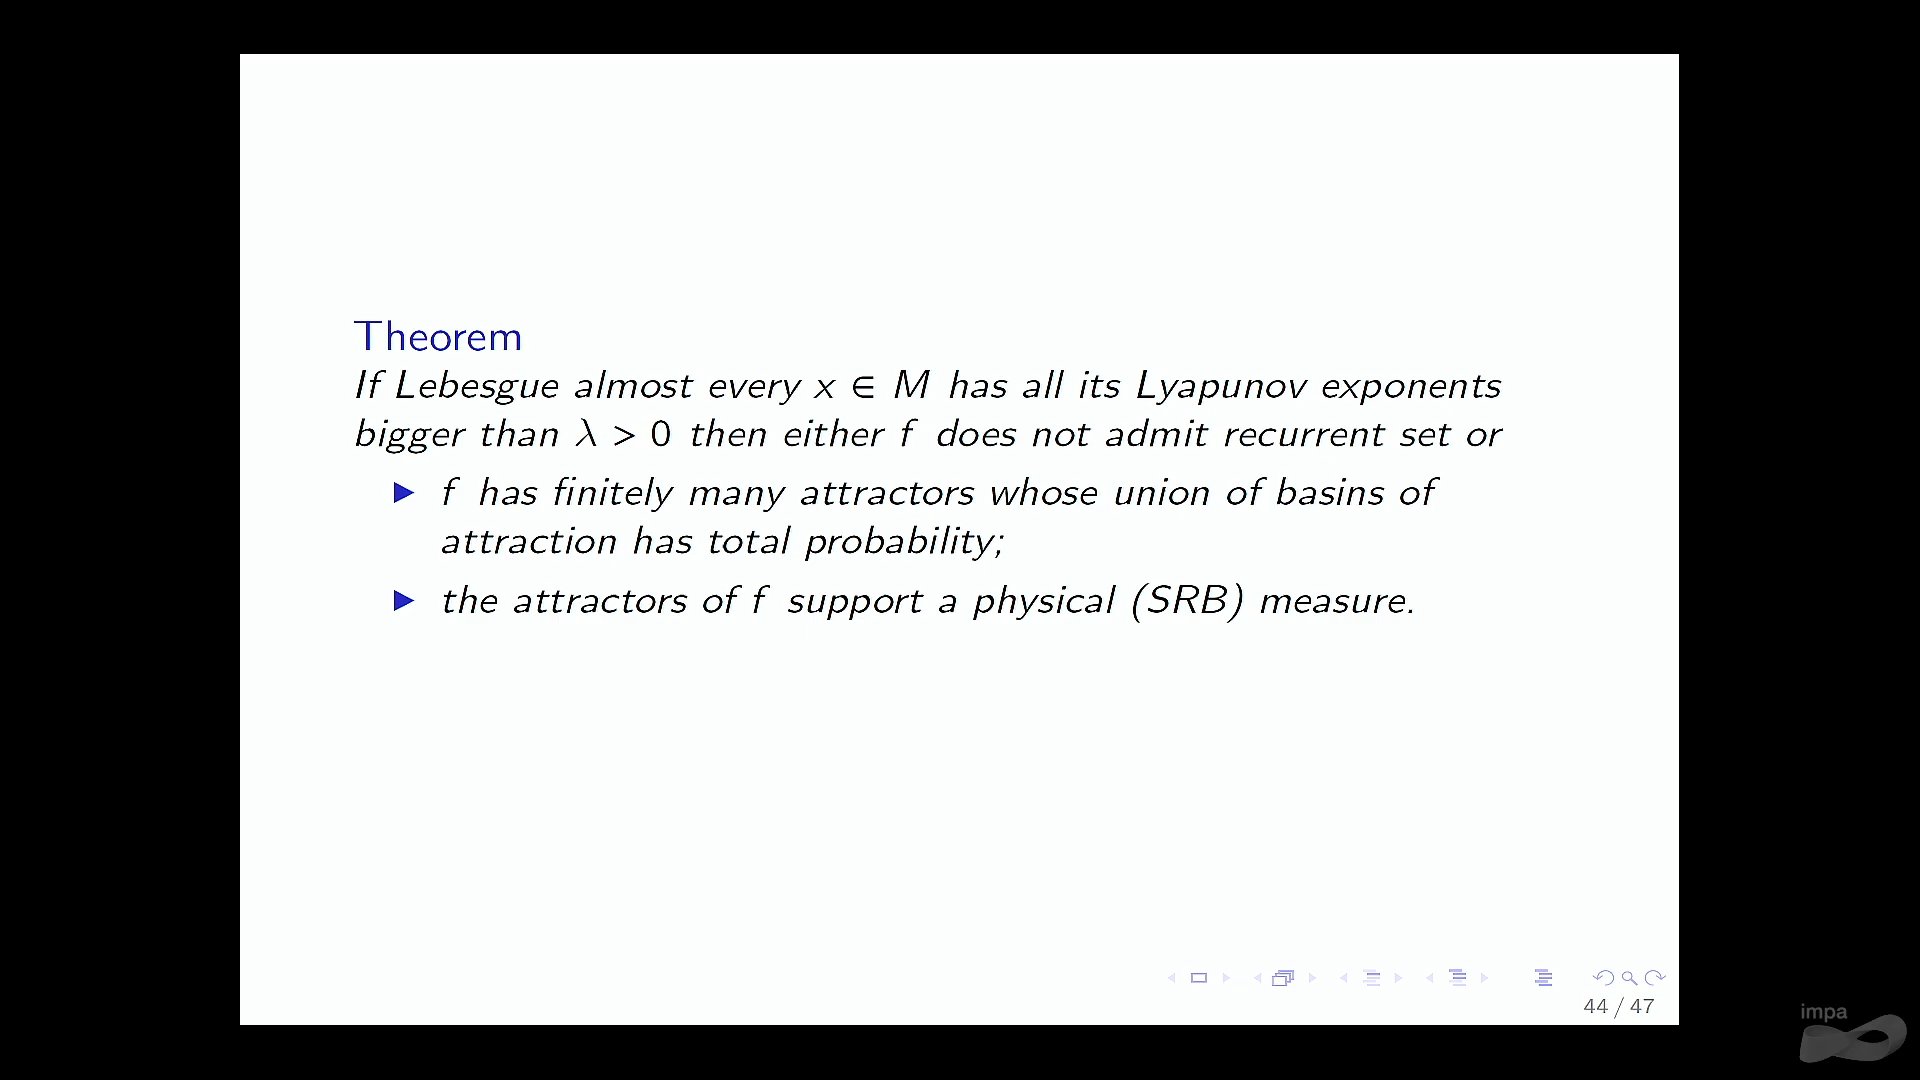 Theorem
If Lebesgue almost every x ∈ M has all its Lyapunov exponents
bigger than λ > 0 then either f does not admit recurrent set or
▶ f has finitely many attractors whose union of basins of
attraction has total probability;
▶ the attractors of f support a physical (SRB) measure.
44 / 47
impa